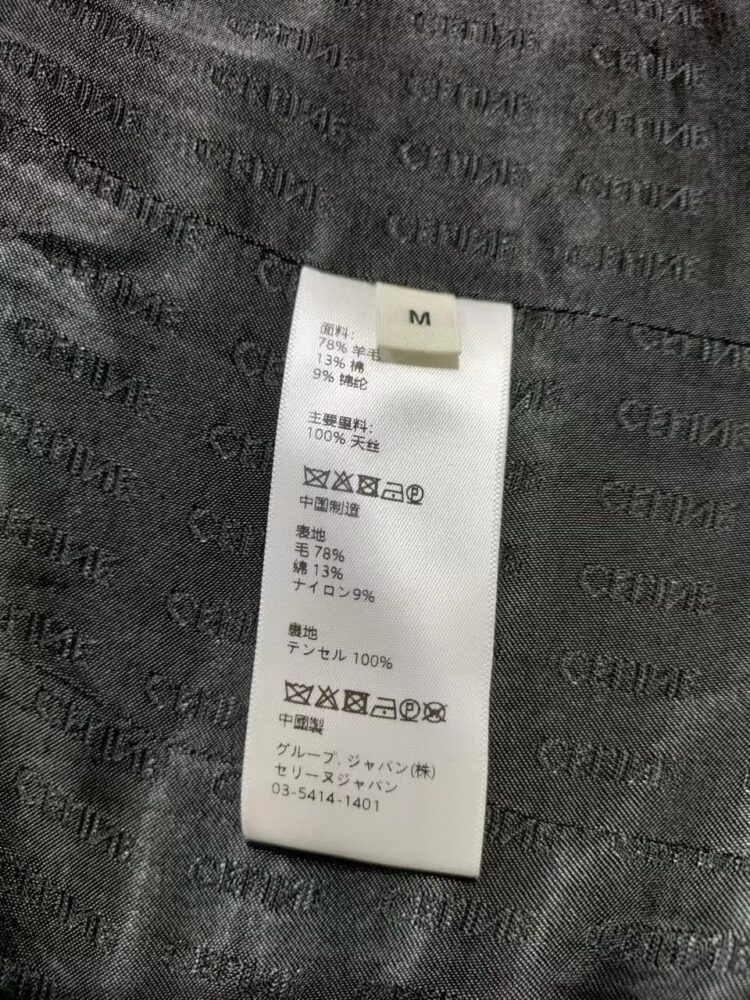 M
面料:
78% 羊毛
13% 棉
9% 锦纶
主要里料:
100% 天丝
中国制造
表地
毛 78%
綿 13%
ナイロン9%
裏地
テンセル 100%
中國製
グループ. ジャパン(株)
セリーヌジャパン
03-5414-1401
CELINE